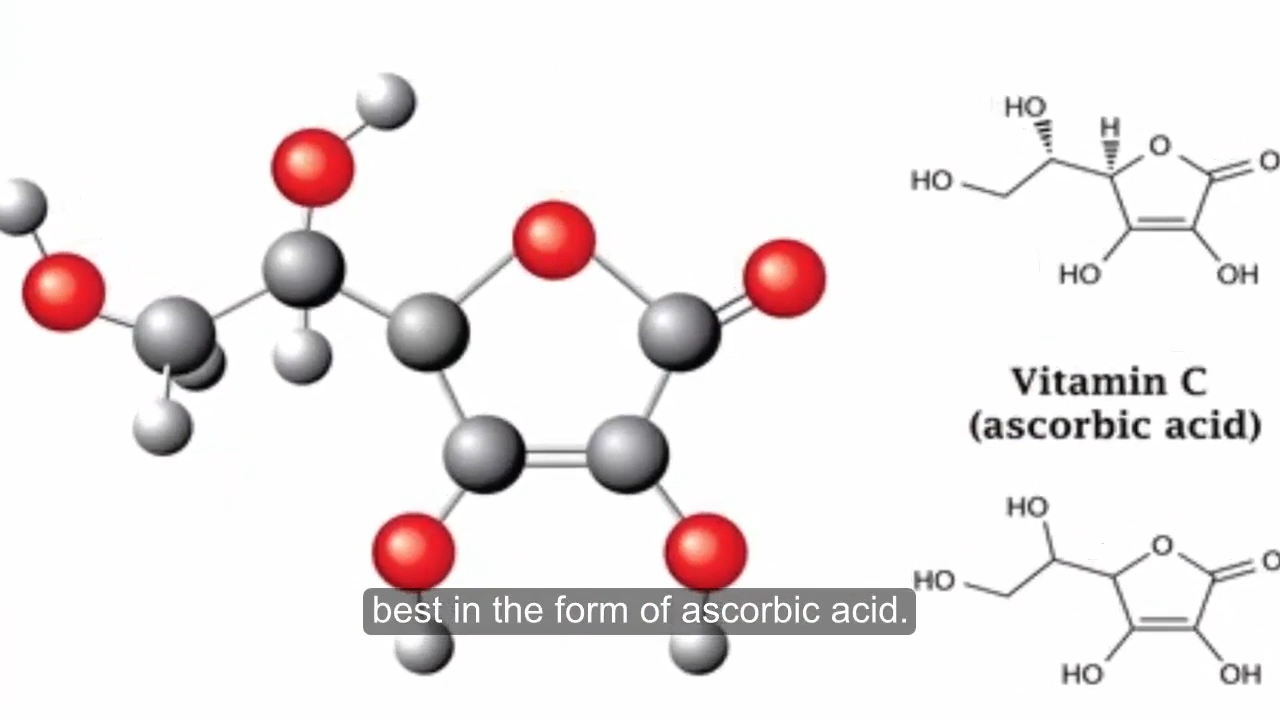 HO
H
O
O
HO
HO
OH
Vitamin C
(ascorbic acid)
HO
O
O
HO
HO
OH
best in the form of ascorbic acid.